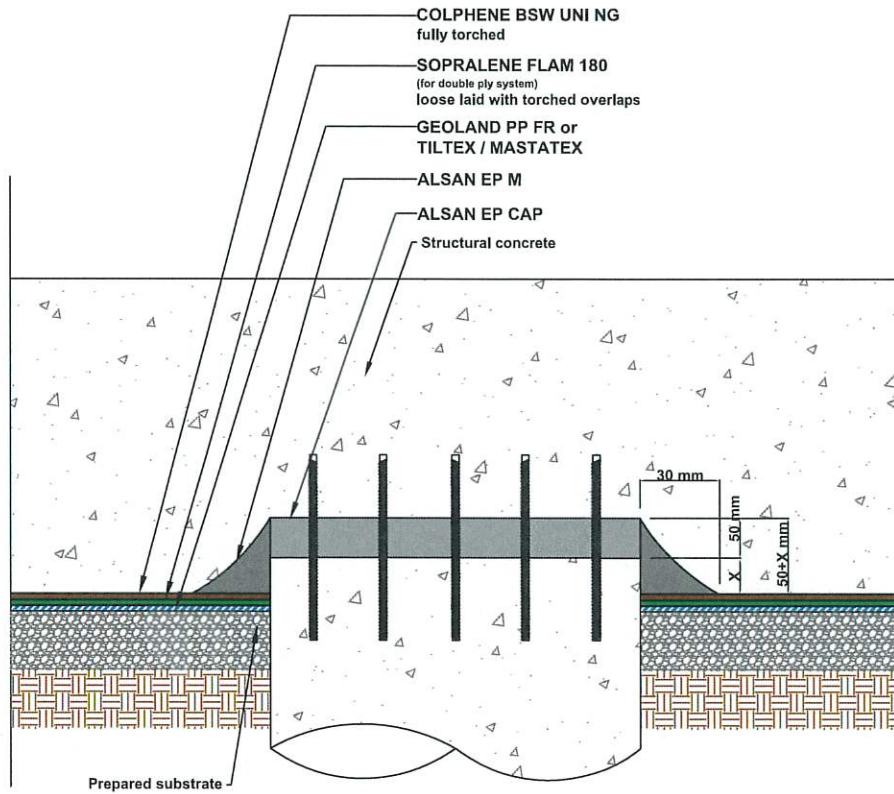 COLPHENE BSW UNI NG
fully torched
SOPRALENE FLAM 180
(for double ply system)
loose laid with torched overlaps
GEOLAND PP FR or
TILTEX / MASTATEX
ALSAN EP M
ALSAN EP CAP
Structural concrete
30 mm
50 mm
X
50+X mm
Prepared substrate